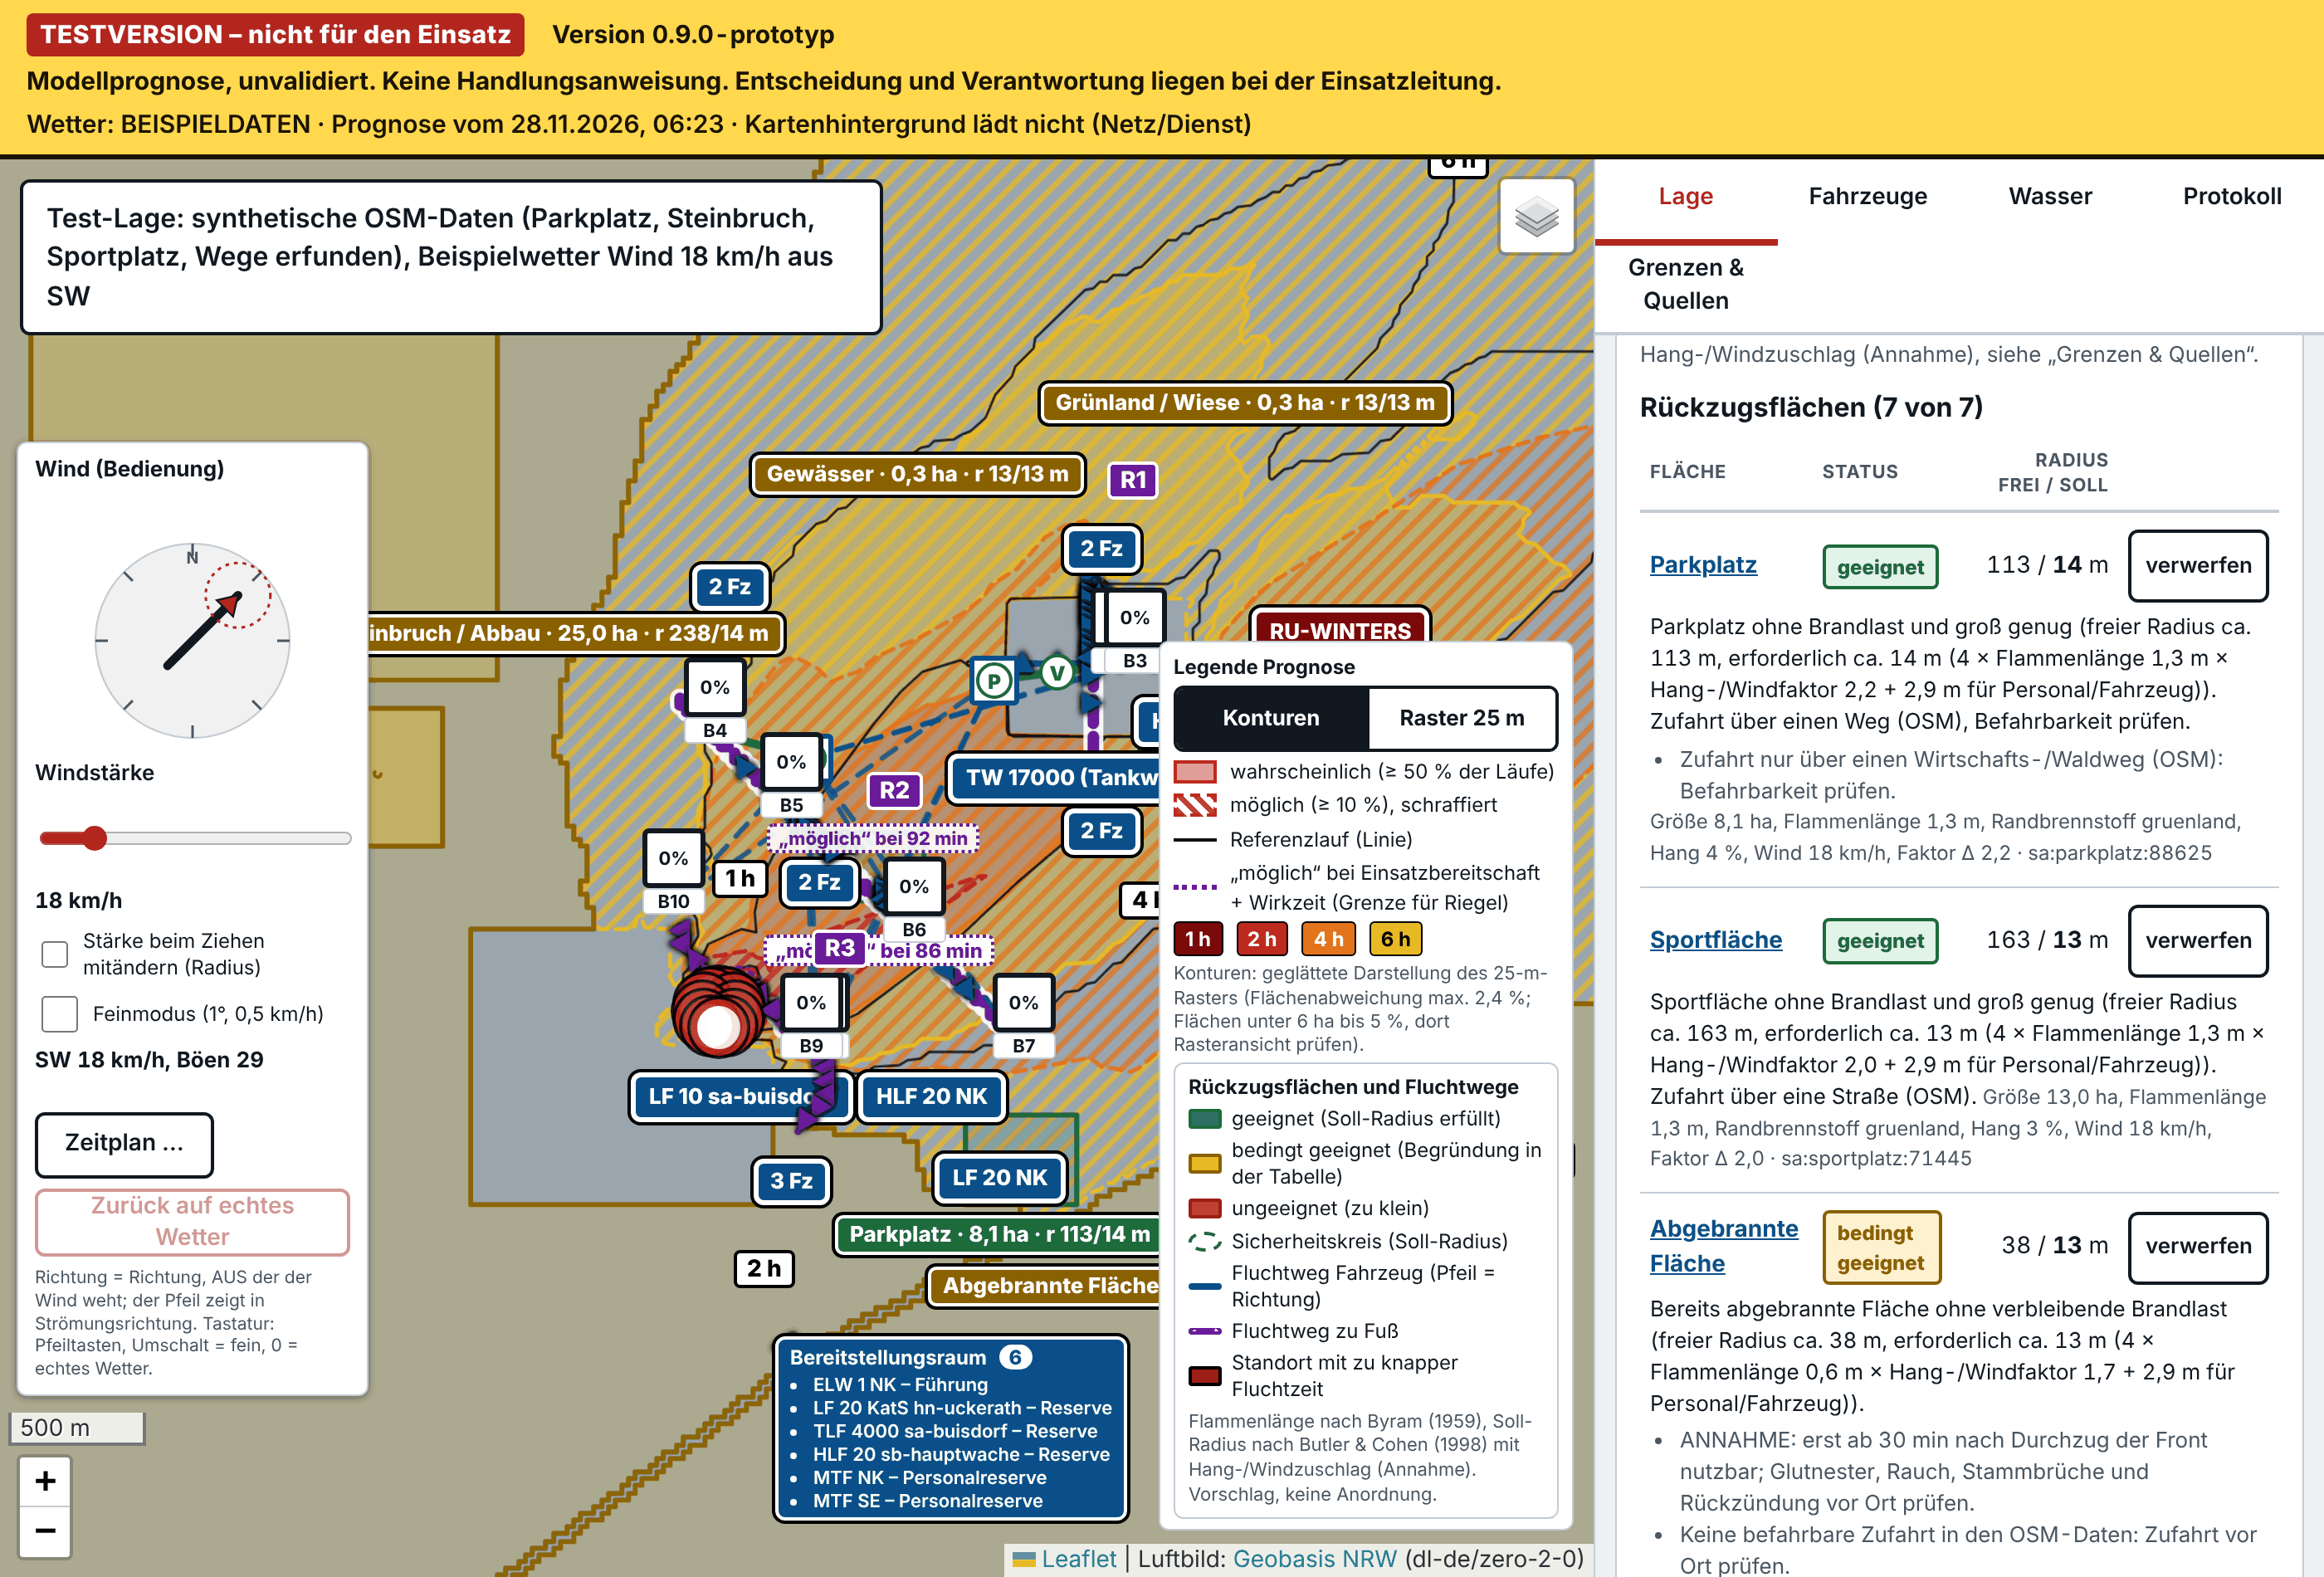 TESTVERSION – nicht für den Einsatz Version 0.9.0-prototyp
Modellprognose, unvalidiert. Keine Handlungsanweisung. Entscheidung und Verantwortung liegen bei der Einsatzleitung.
Wetter: BEISPIELDATEN · Prognose vom 28.11.2026, 06:23 · Kartenhintergrund lädt nicht (Netz/Dienst)
Test-Lage: synthetische OSM-Daten (Parkplatz, Steinbruch,
Sportplatz, Wege erfunden), Beispielwetter Wind 18 km/h aus
SW
6 h
Grünland / Wiese · 0,3 ha · r 13/13 m
Gewässer · 0,3 ha · r 13/13 m
R1
2 Fz
2 Fz
inbruch / Abbau · 25,0 ha · r 238/14 m
0%
B3
RU-WINTERS
P
V
0%
B4
0%
B5
TW 17000 (Tankw
R2
2 Fz
„möglich“ bei 92 min
0%
B10
1 h
2 Fz
0%
B6
4
R3
bei 86 min
0%
B9
0%
B7
LF 10 sa-buisdo
HLF 20 NK
3 Fz
LF 20 NK
Parkplatz · 8,1 ha · r 113/14 m
2 h
Abgebrannte Fläche
Bereitstellungsraum 6
• ELW 1 NK – Führung
• LF 20 KatS hn-uckerath – Reserve
• TLF 4000 sa-buisdorf – Reserve
• HLF 20 sb-hauptwache – Reserve
• MTF NK – Personalreserve
• MTF SE – Personalreserve
Wind (Bedienung)
N
Windstärke
18 km/h
Stärke beim Ziehen
mitändern (Radius)
Feinmodus (1°, 0,5 km/h)
SW 18 km/h, Böen 29
Zeitplan ...
Zurück auf echtes
Wetter
Richtung = Richtung, AUS der der
Wind weht; der Pfeil zeigt in
Strömungsrichtung. Tastatur:
Pfeiltasten, Umschalt = fein, 0 =
echtes Wetter.
500 m
+
−
Legende Prognose
Konturen Raster 25 m
wahrscheinlich (≥ 50 % der Läufe)
möglich (≥ 10 %), schraffiert
Referenzlauf (Linie)
„möglich“ bei Einsatzbereitschaft
+ Wirkzeit (Grenze für Riegel)
1 h 2 h 4 h 6 h
Konturen: geglättete Darstellung des 25-m-
Rasters (Flächenabweichung max. 2,4 %;
Flächen unter 6 ha bis 5 %, dort
Rasteransicht prüfen).
Rückzugsflächen und Fluchtwege
geeignet (Soll-Radius erfüllt)
bedingt geeignet (Begründung in
der Tabelle)
ungeeignet (zu klein)
Sicherheitskreis (Soll-Radius)
Fluchtweg Fahrzeug (Pfeil =
Richtung)
Fluchtweg zu Fuß
Standort mit zu knapper
Fluchtzeit
Flammenlänge nach Byram (1959), Soll-
Radius nach Butler & Cohen (1998) mit
Hang-/Windzuschlag (Annahme).
Vorschlag, keine Anordnung.
Leaflet | Luftbild: Geobasis NRW (dl-de/zero-2-0)
Lage Fahrzeuge Wasser Protokoll
Grenzen &
Quellen
Hang-/Windzuschlag (Annahme), siehe „Grenzen & Quellen“.
Rückzugsflächen (7 von 7)
FLÄCHE STATUS RADIUS
FREI / SOLL
Parkplatz geeignet 113 / 14 m verwerfen
Parkplatz ohne Brandlast und groß genug (freier Radius ca.
113 m, erforderlich ca. 14 m (4 × Flammenlänge 1,3 m ×
Hang-/Windfaktor 2,2 + 2,9 m für Personal/Fahrzeug)).
Zufahrt über einen Weg (OSM), Befahrbarkeit prüfen.
• Zufahrt nur über einen Wirtschafts-/Waldweg (OSM):
Befahrbarkeit prüfen.
Größe 8,1 ha, Flammenlänge 1,3 m, Randbrennstoff gruenland,
Hang 4 %, Wind 18 km/h, Faktor Δ 2,2 · sa:parkplatz:88625
Sportfläche geeignet 163 / 13 m verwerfen
Sportfläche ohne Brandlast und groß genug (freier Radius
ca. 163 m, erforderlich ca. 13 m (4 × Flammenlänge 1,3 m ×
Hang-/Windfaktor 2,0 + 2,9 m für Personal/Fahrzeug)).
Zufahrt über eine Straße (OSM). Größe 13,0 ha, Flammenlänge
1,3 m, Randbrennstoff gruenland, Hang 3 %, Wind 18 km/h,
Faktor Δ 2,0 · sa:sportplatz:71445
Abgebrannte
Fläche bedingt
geeignet 38 / 13 m verwerfen
Bereits abgebrannte Fläche ohne verbleibende Brandlast
(freier Radius ca. 38 m, erforderlich ca. 13 m (4 ×
Flammenlänge 0,6 m × Hang-/Windfaktor 1,7 + 2,9 m für
Personal/Fahrzeug)).
• ANNAHME: erst ab 30 min nach Durchzug der Front
nutzbar; Glutnester, Rauch, Stammbrüche und
Rückzündung vor Ort prüfen.
• Keine befahrbare Zufahrt in den OSM-Daten: Zufahrt vor
Ort prüfen.